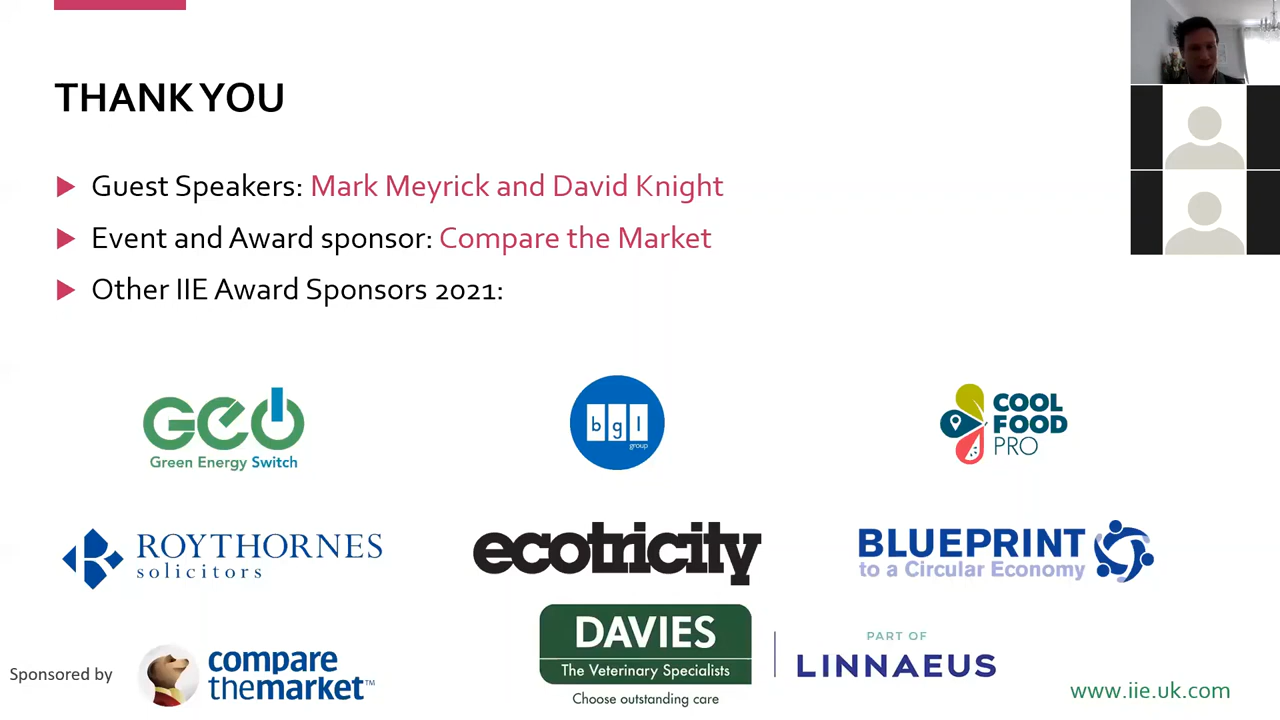 THANK YOU
Guest Speakers: Mark Meyrick and David Knight
Event and Award sponsor: Compare the Market
Other IIE Award Sponsors 2021:
GEO
Green Energy Switch
bgl
group
COOL
FOOD
PRO
ROYTHORNES
solicitors
ecotricity
BLUEPRINT
to a Circular Economy
Sponsored by
compare
themarket™
DAVIES
The Veterinary Specialists
Choose outstanding care
PART OF
LINNAEUS
www.iie.uk.com